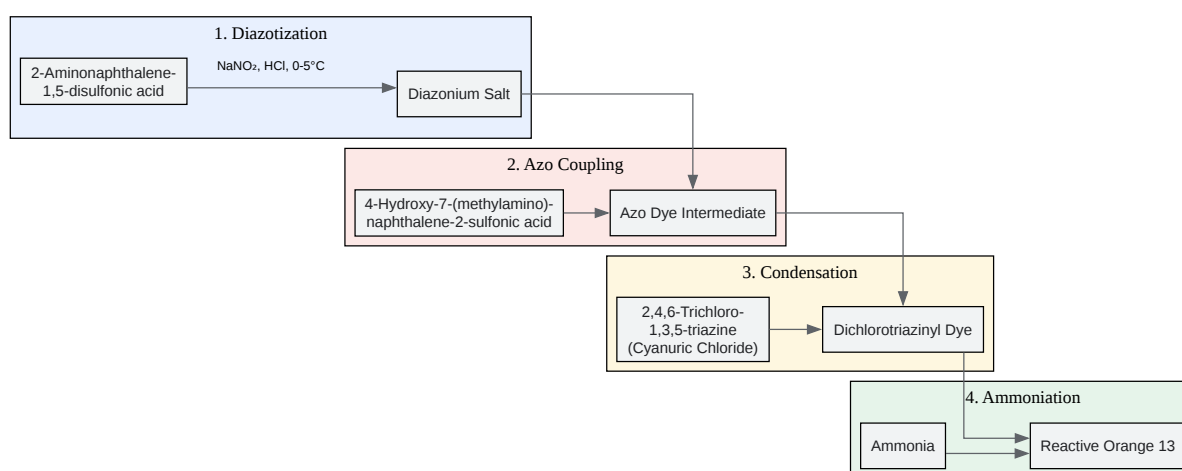 1. Diazotization
2-Aminonaphthalene-
1,5-disulfonic acid
NaNO₂, HCl, 0-5°C
Diazonium Salt
2. Azo Coupling
4-Hydroxy-7-(methylamino)-
naphthalene-2-sulfonic acid
Azo Dye Intermediate
3. Condensation
2,4,6-Trichloro-
1,3,5-triazine
(Cyanuric Chloride)
Dichlorotriazinyl Dye
4. Ammoniation
Ammonia
Reactive Orange 13